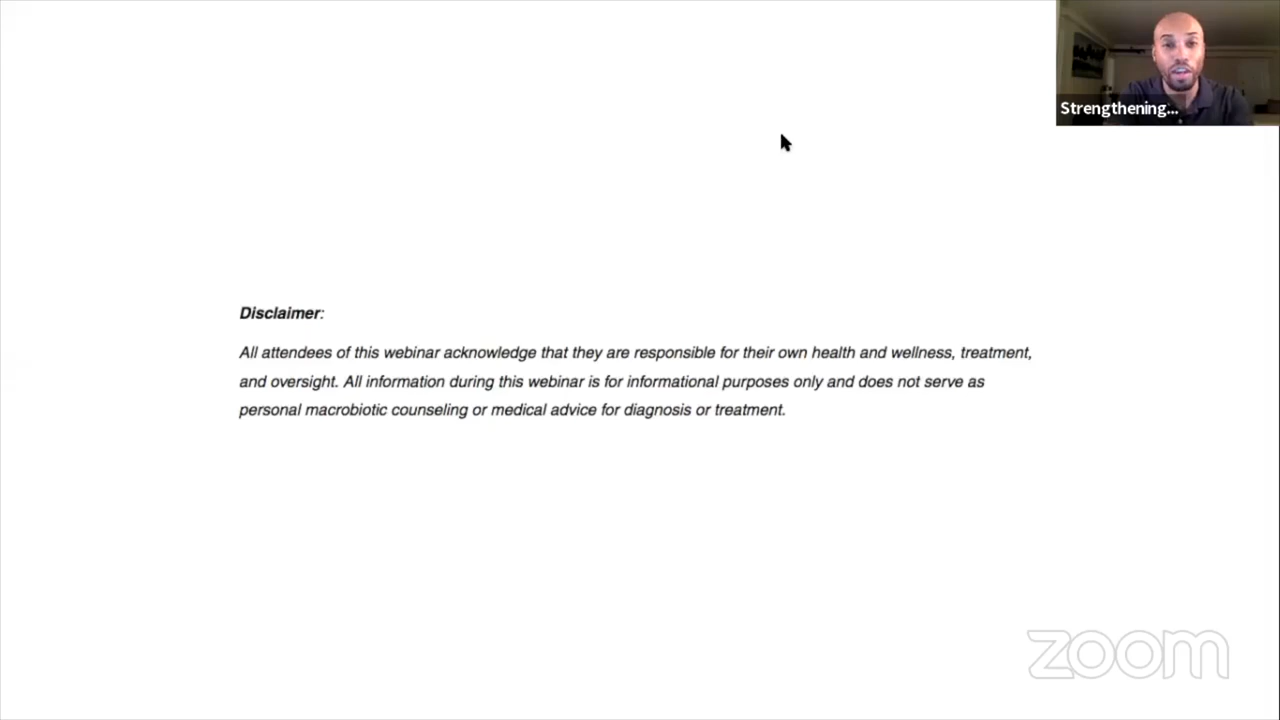 Strengthening...
Disclaimer:
All attendees of this webinar acknowledge that they are responsible for their own health and wellness, treatment,
and oversight. All information during this webinar is for informational purposes only and does not serve as
personal macrobiotic counseling or medical advice for diagnosis or treatment.
zoom